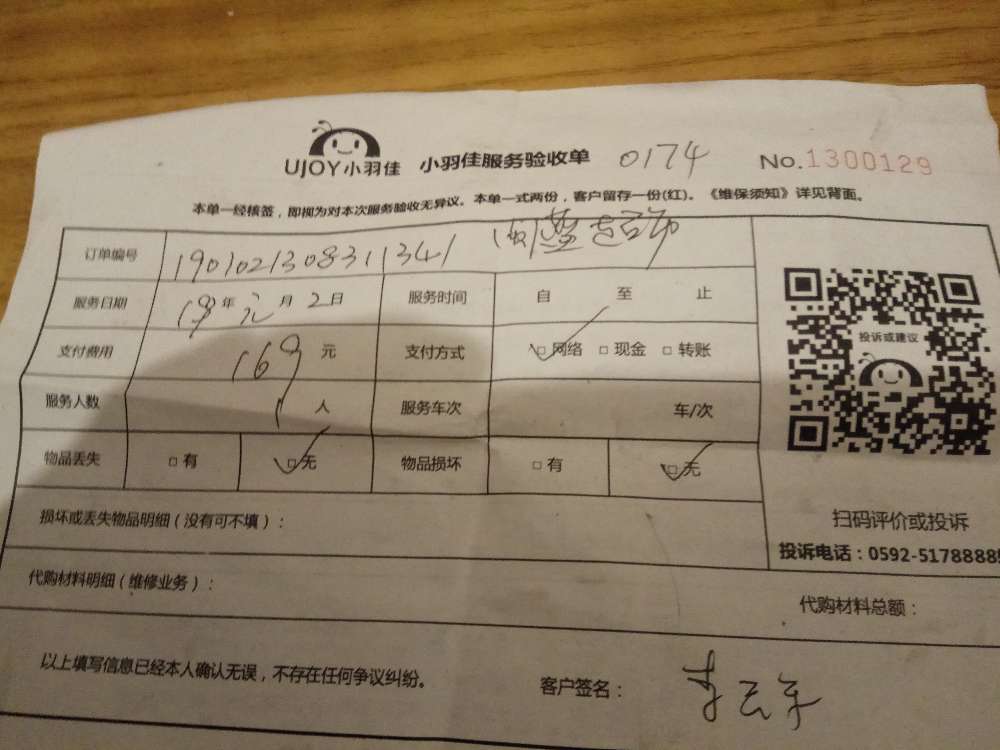 UJOY小羽佳 小羽佳服务验收单 0174 No.1300129
本单一经核签，即视为对本次服务验收无异议。本单一式两份，客户留存一份(红)。《维保须知》详见背面。
订单编号 190102130831341
服务日期 19年元月2日 服务时间 自 至 止
支付费用 169元 支付方式 □网络 □现金 □转账
服务人数 1人 服务车次 车/次
物品丢失 □有 □无 物品损坏 □有 □无
投诉或建议
损坏或丢失物品明细（没有可不填）：
扫码评价或投诉
投诉电话：0592-5178888
代购材料明细（维修业务）：
代购材料总额：
以上填写信息已经本人确认无误，不存在任何争议纠纷。
客户签名：